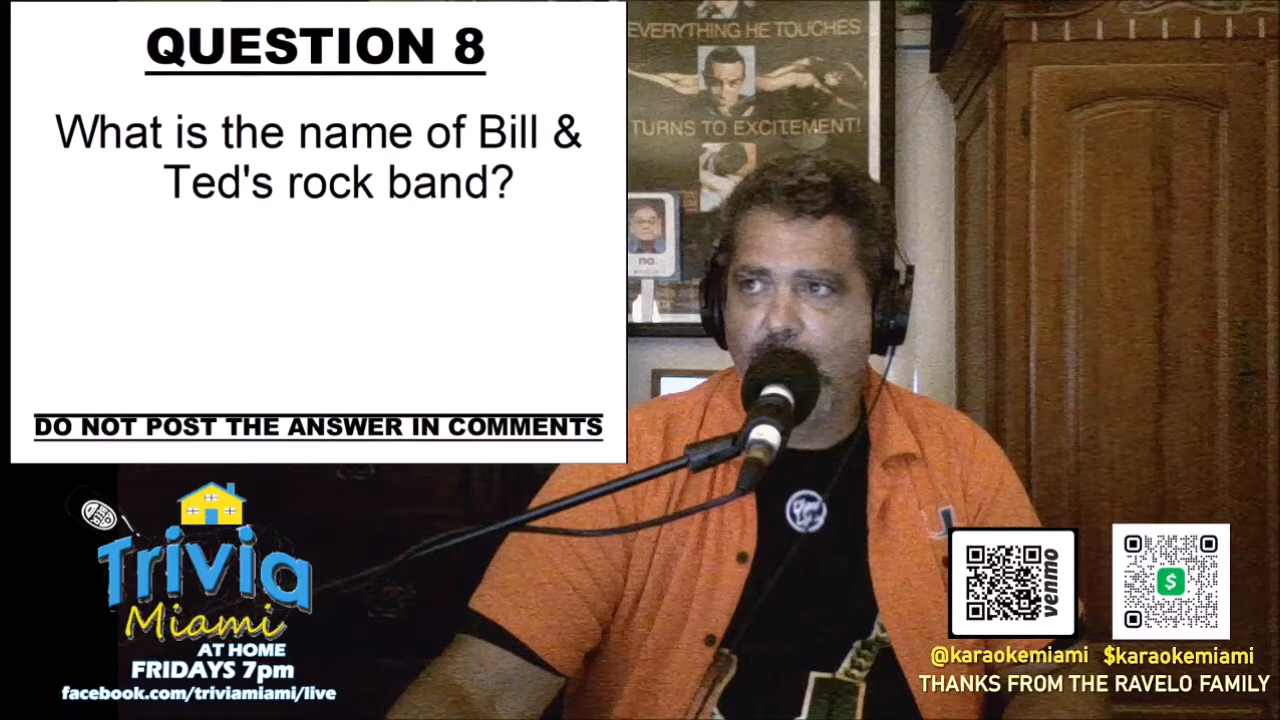 QUESTION 8
What is the name of Bill &
Ted's rock band?
DO NOT POST THE ANSWER IN COMMENTS
EVERYTHING HE TOUCHES
TURNS TO EXCITEMENT!
no
Trivia
Miami
AT HOME
FRIDAYS 7pm
facebook.com/triviamiami/live
venmo
$
@karaokemiami $karaokemiami
THANKS FROM THE RAVELO FAMILY